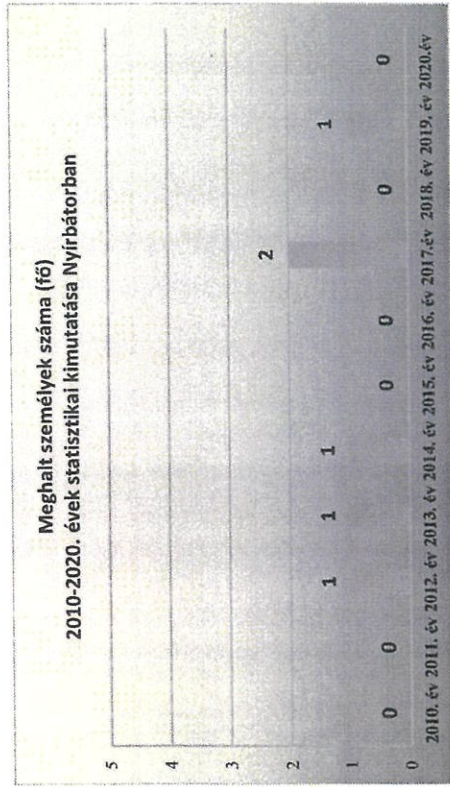 Meghalt személyek száma (fő)
2010-2020. évek statisztikai kimutatása Nyírbátorban
5
4
3
2
1
0
0 0 1 1 1 0 0 2 0 1 0
2010. év 2011. év 2012. év 2013. év 2014. év 2015. év 2016. év 2017.év 2018. év 2019. év 2020.év